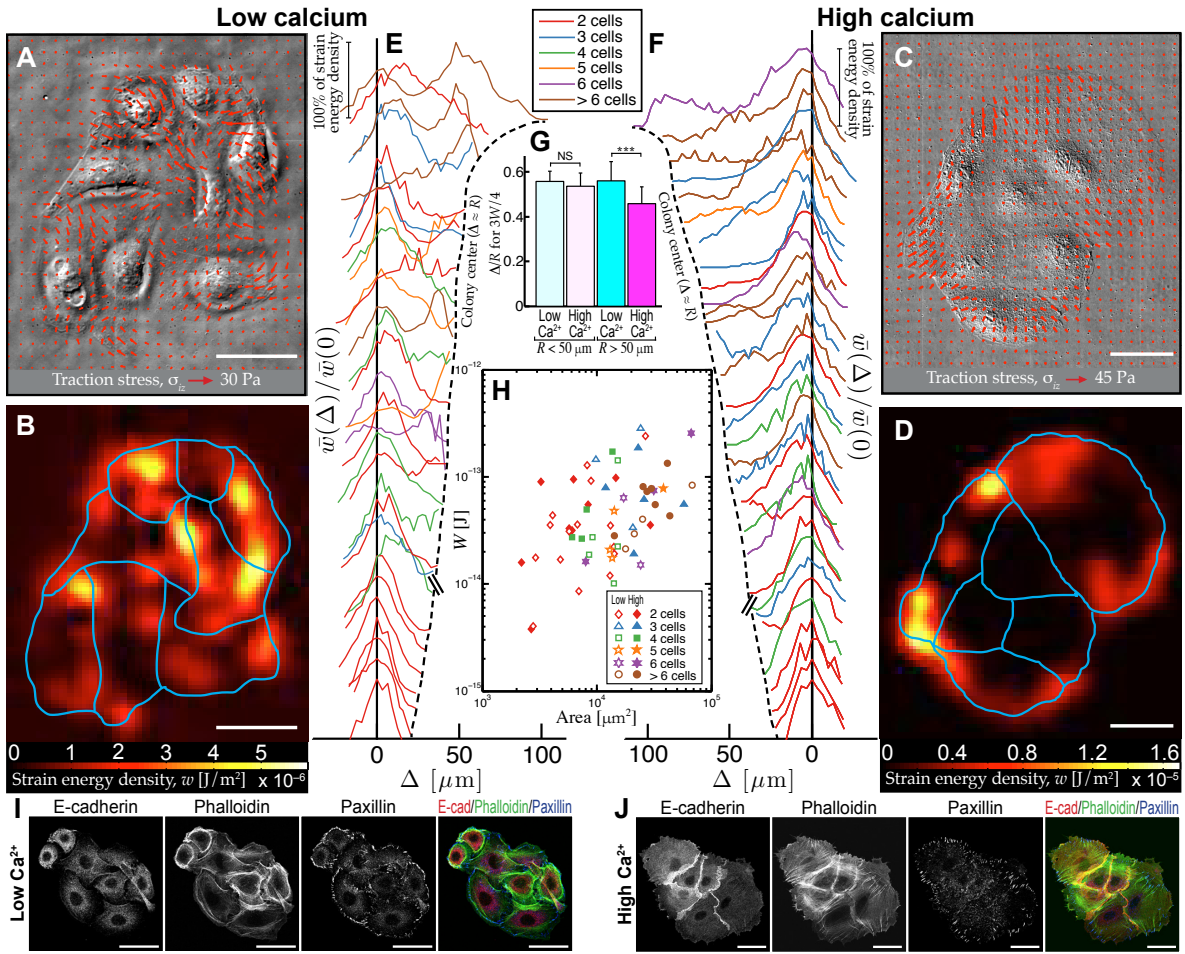 Low calcium
High calcium
A
Traction stress, σiz → 30 Pa
B
0 1 2 3 4 5
Strain energy density, w [J/m²] x 10⁻⁶
E
100% of strain
energy density
w̄(Δ)/w̄(0)
Colony center (Δ ≈ R)
0 50 100
Δ [μm]
2 cells
3 cells
4 cells
5 cells
6 cells
> 6 cells
G
NS
***
Δ/R for 3W/4
0.6
0.4
0.2
0
Low
Ca²⁺
High
Ca²⁺
Low
Ca²⁺
High
Ca²⁺
R < 50 μm
R > 50 μm
H
W [J]
10⁻¹²
10⁻¹³
10⁻¹⁴
10⁻¹⁵
10³ 10⁴ 10⁵
Area [μm²]
Low High
2 cells
3 cells
4 cells
5 cells
6 cells
> 6 cells
F
100% of strain
energy density
Colony center (Δ ≈ R)
w̄(Δ)/w̄(0)
100 50 0
Δ [μm]
C
Traction stress, σiz → 45 Pa
D
0 0.4 0.8 1.2 1.6
Strain energy density, w [J/m²] x 10⁻⁵
I
Low Ca²⁺
E-cadherin
Phalloidin
Paxillin
E-cad/Phalloidin/Paxillin
J
High Ca²⁺
E-cadherin
Phalloidin
Paxillin
E-cad/Phalloidin/Paxillin